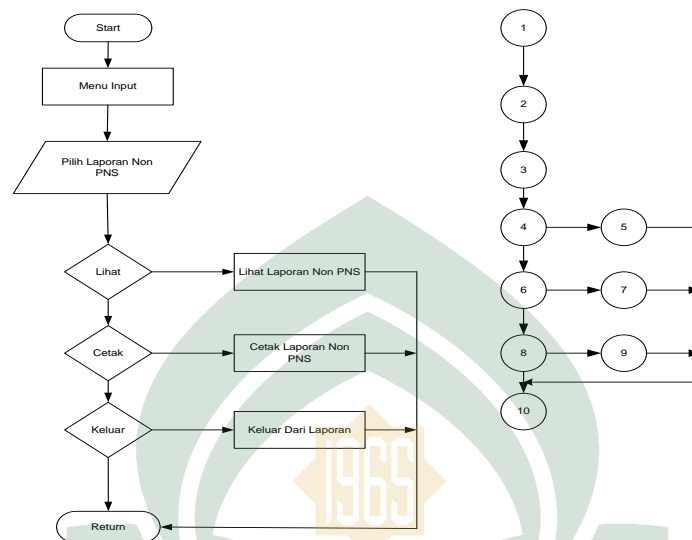 Start
Menu Input
Pilih Laporan Non
PNS
Lihat
Lihat Laporan Non PNS
Cetak
Cetak Laporan Non
PNS
Keluar
Keluar Dari Laporan
Return
1
2
3
4
5
6
7
8
9
10
1965